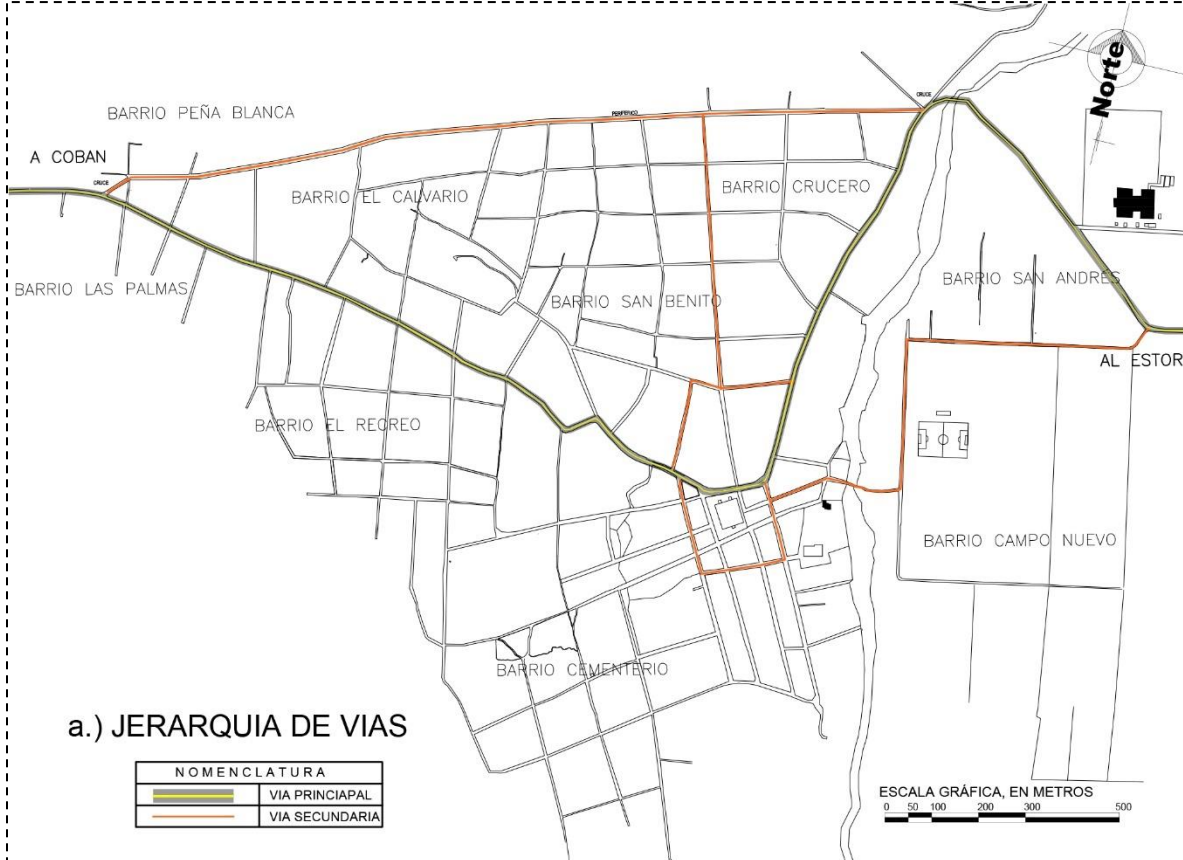 Norte
CRUCE
PERIFERICO
BARRIO PEÑA BLANCA
A COBAN
CRUCE
BARRIO EL CALVARIO
BARRIO CRUCERO
BARRIO LAS PALMAS
BARRIO SAN BENITO
BARRIO SAN ANDRES
AL ESTOR
BARRIO EL RECREO
BARRIO CAMPO NUEVO
BARRIO CEMENTERIO
a.) JERARQUIA DE VIAS
NOMENCLATURA
VIA PRINCIAPAL
VIA SECUNDARIA
ESCALA GRÁFICA, EN METROS
0 50 100 200 300 500